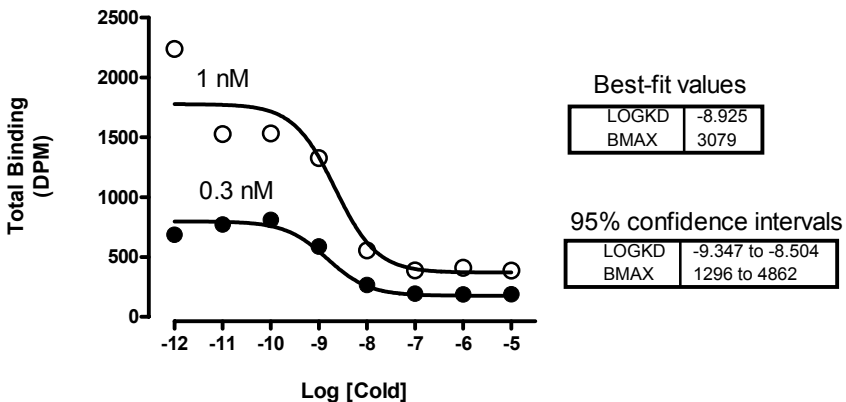 2500
2000
1500
1000
500
0
Total Binding
(DPM)
1 nM
0.3 nM
-12 -11 -10 -9 -8 -7 -6 -5
Log [Cold]
Best-fit values
LOGKD -8.925
BMAX 3079
95% confidence intervals
LOGKD -9.347 to -8.504
BMAX 1296 to 4862